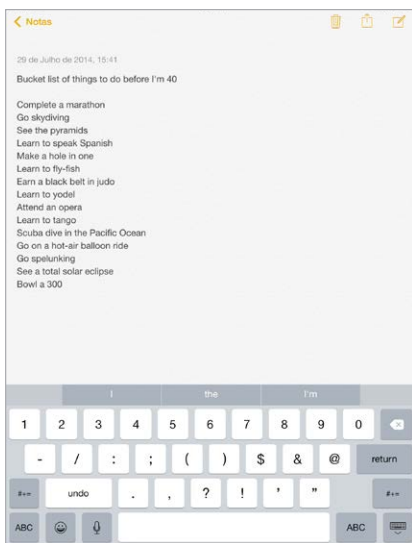 Notas
29 de Julho de 2014, 15:41
Bucket list of things to do before I'm 40
Complete a marathon
Go skydiving
See the pyramids
Learn to speak Spanish
Make a hole in one
Learn to fly-fish
Earn a black belt in judo
Learn to yodel
Attend an opera
Learn to tango
Scuba dive in the Pacific Ocean
Go on a hot-air balloon ride
Go spelunking
See a total solar eclipse
Bowl a 300
I the I'm
1 2 3 4 5 6 7 8 9 0
- / : ; ( ) $ & @ return
#+= undo . , ? ! ' " #+=
ABC ABC